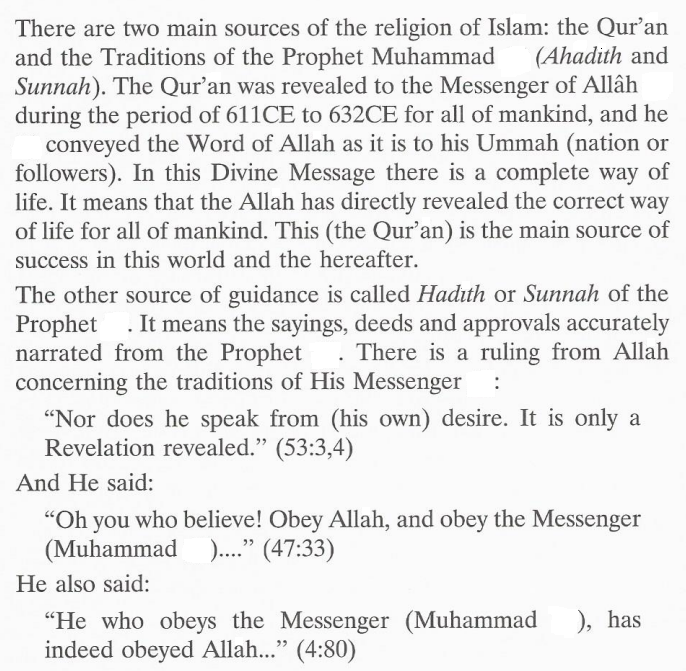 There are two main sources of the religion of Islam: the Qur'an
and the Traditions of the Prophet Muhammad (Ahadith and
Sunnah). The Qur'an was revealed to the Messenger of Allâh
during the period of 611CE to 632CE for all of mankind, and he
conveyed the Word of Allah as it is to his Ummah (nation or
followers). In this Divine Message there is a complete way of
life. It means that the Allah has directly revealed the correct way
of life for all of mankind. This (the Qur'an) is the main source of
success in this world and the hereafter.
The other source of guidance is called Hadıth or Sunnah of the
Prophet . It means the sayings, deeds and approvals accurately
narrated from the Prophet . There is a ruling from Allah
concerning the traditions of His Messenger :
“Nor does he speak from (his own) desire. It is only a
Revelation revealed.” (53:3,4)
And He said:
“Oh you who believe! Obey Allah, and obey the Messenger
(Muhammad )....” (47:33)
He also said:
“He who obeys the Messenger (Muhammad ), has
indeed obeyed Allah...” (4:80)